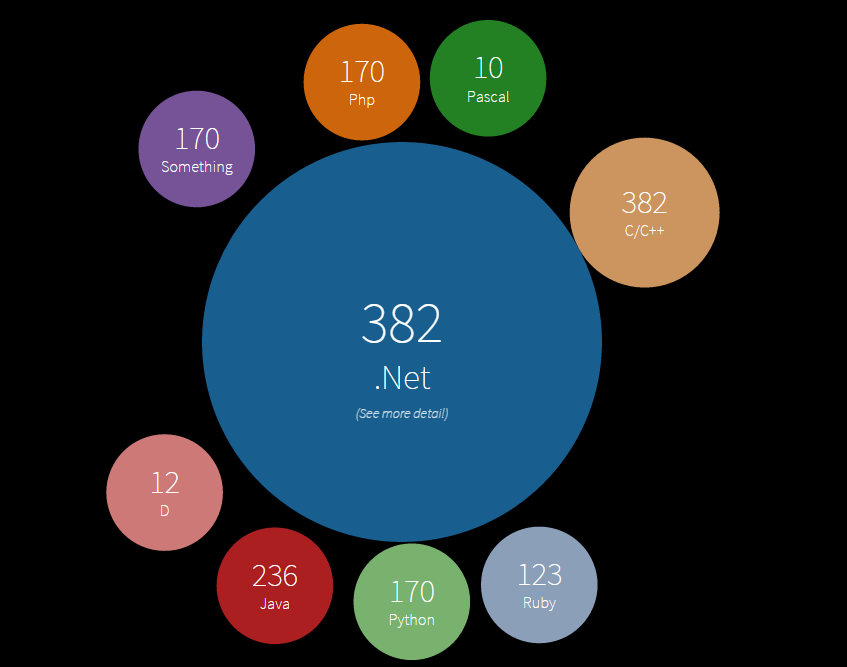 170
Php
10
Pascal
170
Something
382
C/C++
382
.Net
(See more detail)
12
D
236
Java
170
Python
123
Ruby